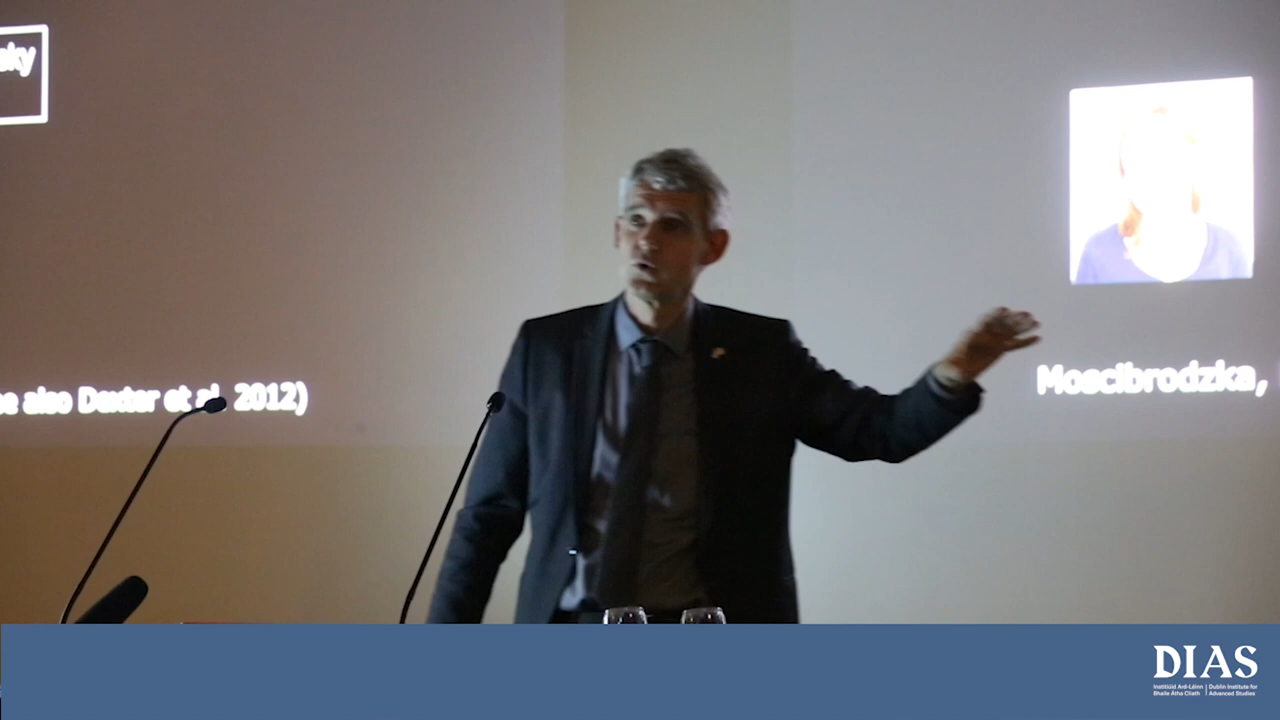 sky
e also Dexter et al. 2012)
Moscibrodzka,
DIAS
Institiúid Ard-Léinn | Dublin Institute for
Bhaile Átha Cliath | Advanced Studies